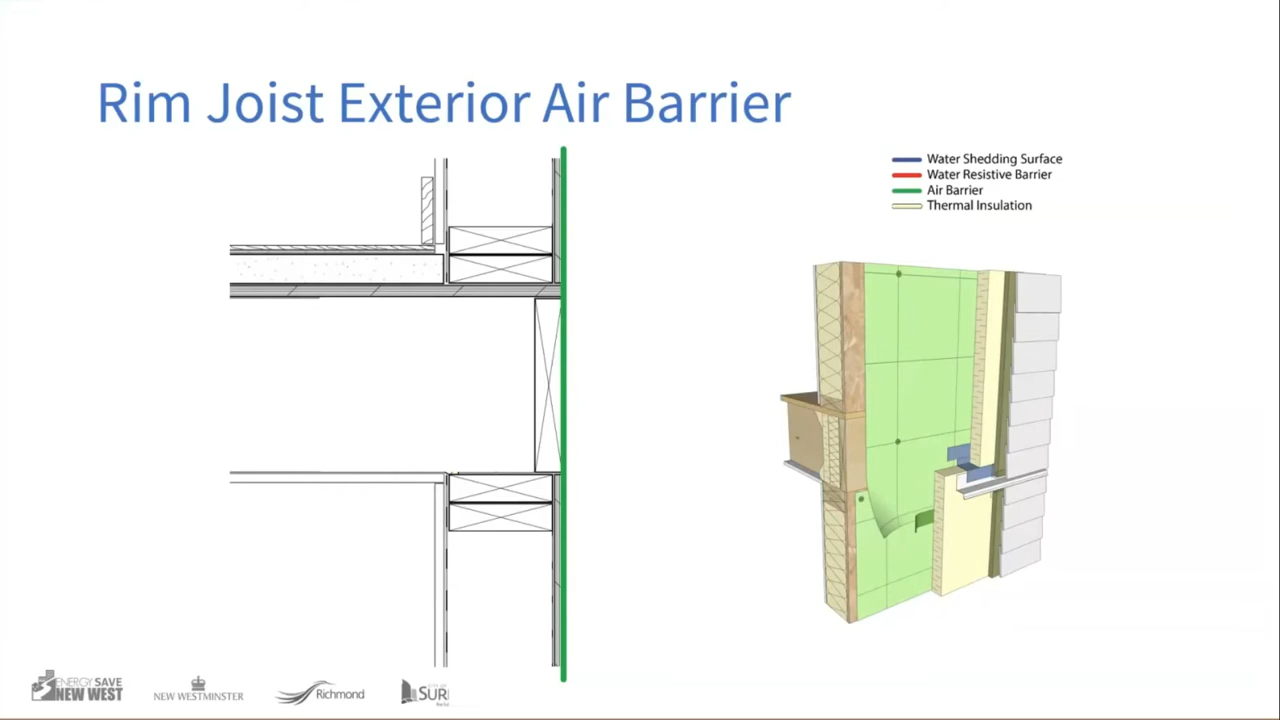 Rim Joist Exterior Air Barrier
Water Shedding Surface
Water Resistive Barrier
Air Barrier
Thermal Insulation
ENERGY SAVE
NEW WEST
NEW WESTMINSTER
Richmond
SUR